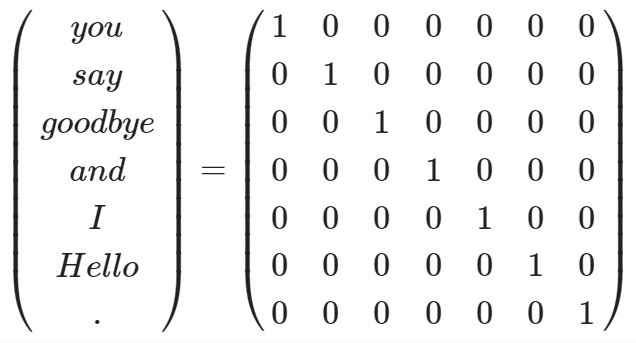 you 1 0 0 0 0 0 0
say 0 1 0 0 0 0 0
goodbye 0 0 1 0 0 0 0
and = 0 0 0 1 0 0 0
I 0 0 0 0 1 0 0
Hello 0 0 0 0 0 1 0
. 0 0 0 0 0 0 1